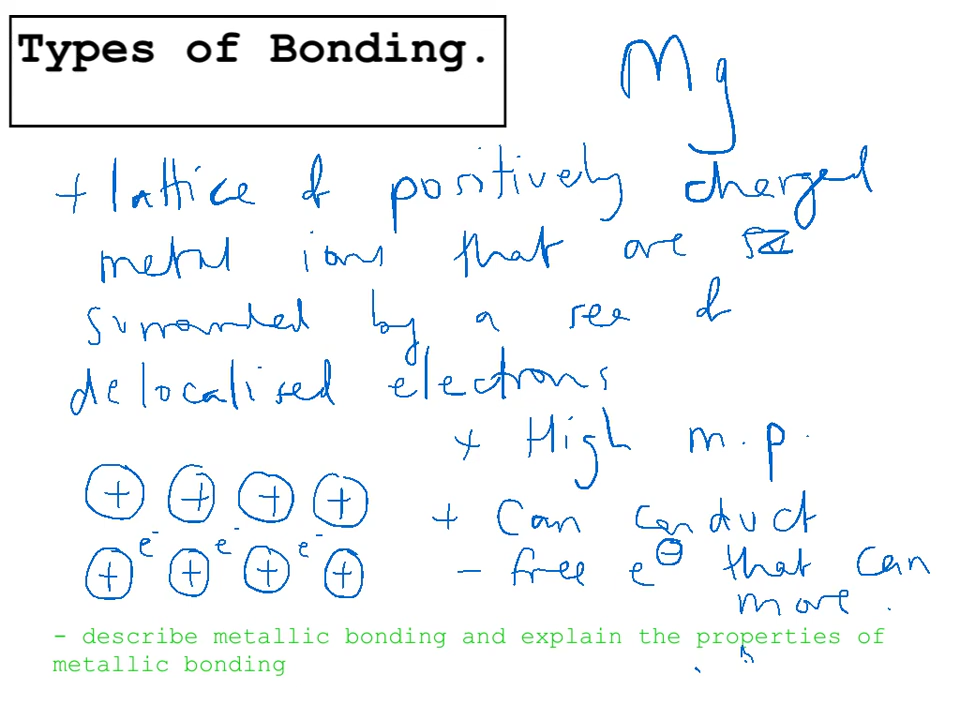 Types of Bonding.
Mg
+ lattice of positively charged
metal ions that are
surrounded by a sea of
delocalised electrons
+ High m.p.
+ + + +
+ Can conduct
e- e- e-
+ + + +
- free e⊖ that can
move.
- describe metallic bonding and explain the properties of
metallic bonding